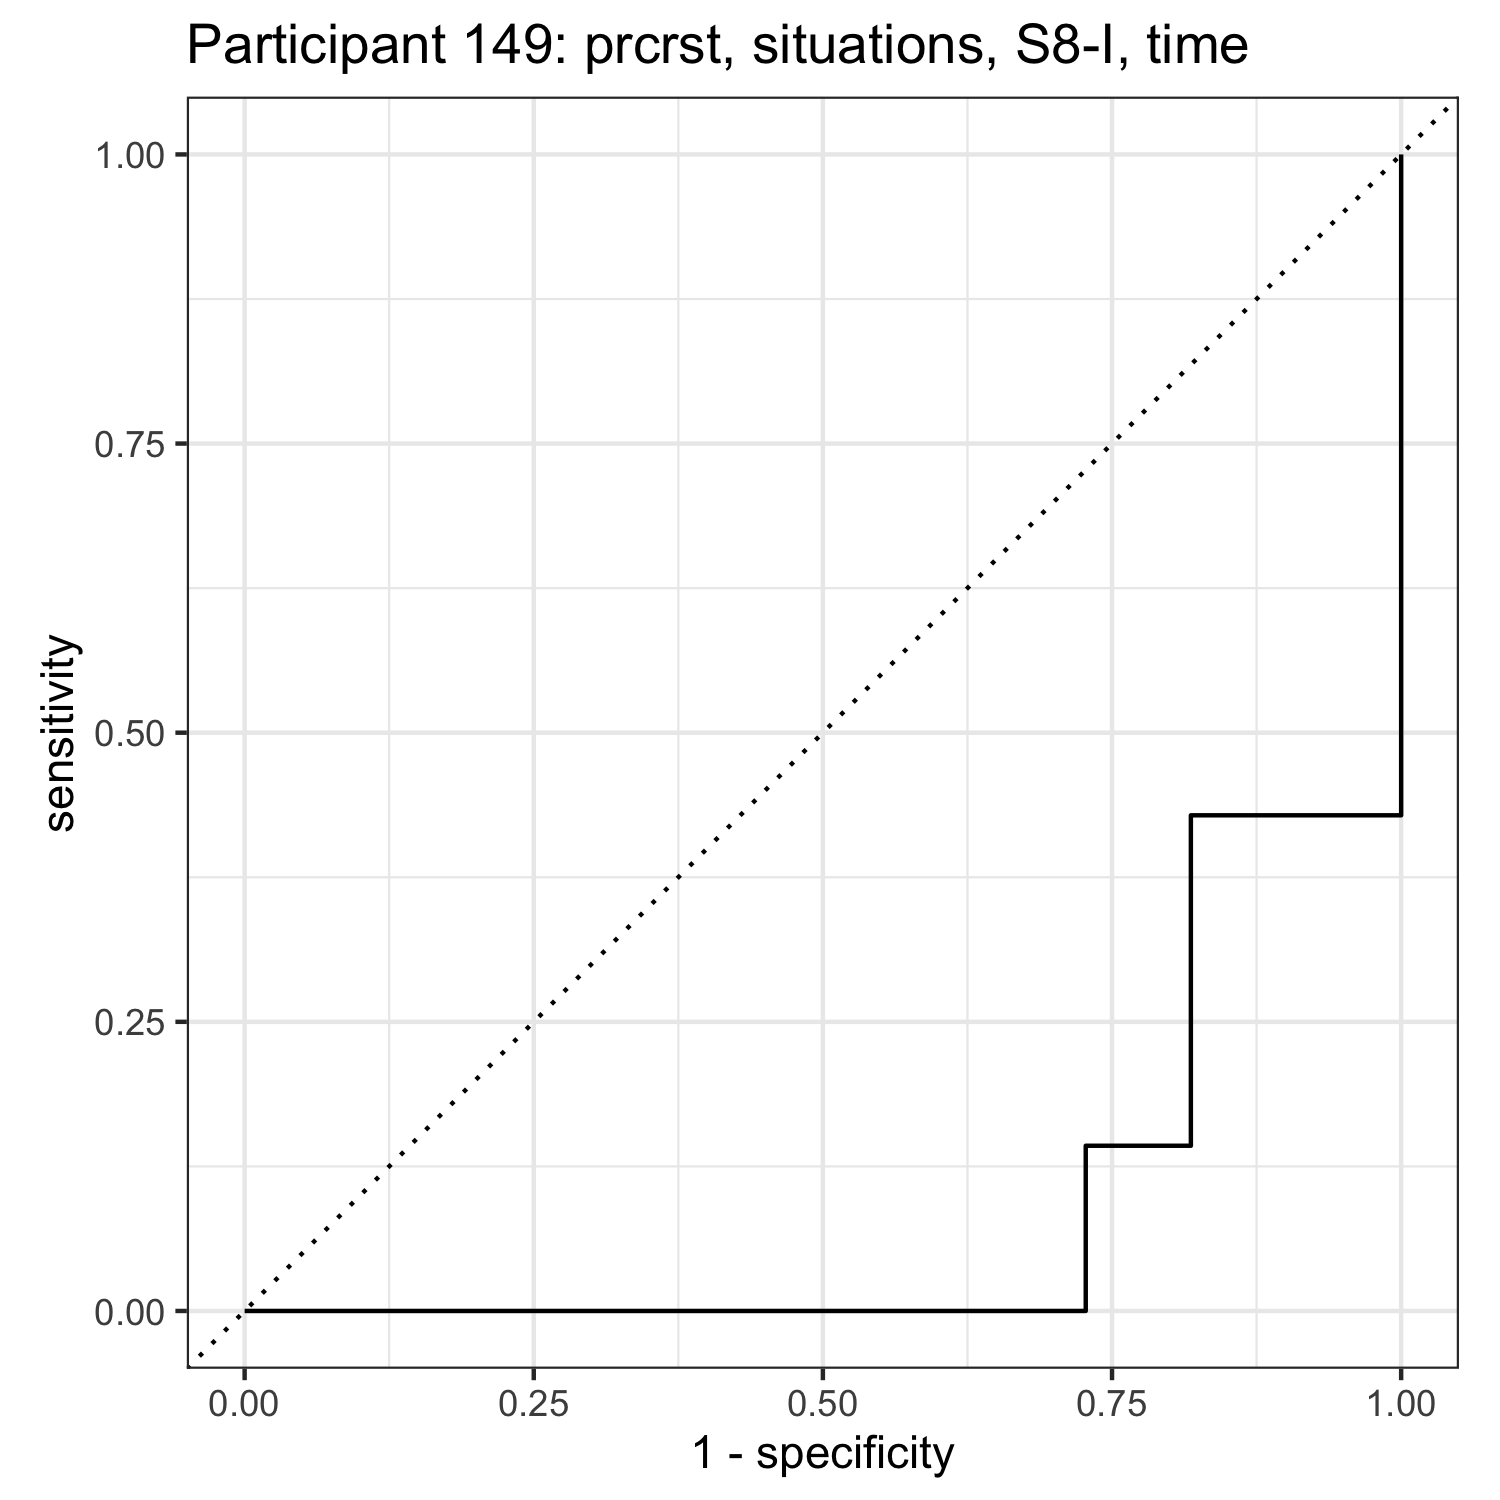 Participant 149: prcrst, situations, S8-I, time
1.00
0.75
0.50
0.25
0.00
sensitivity
0.00 0.25 0.50 0.75 1.00
1 - specificity